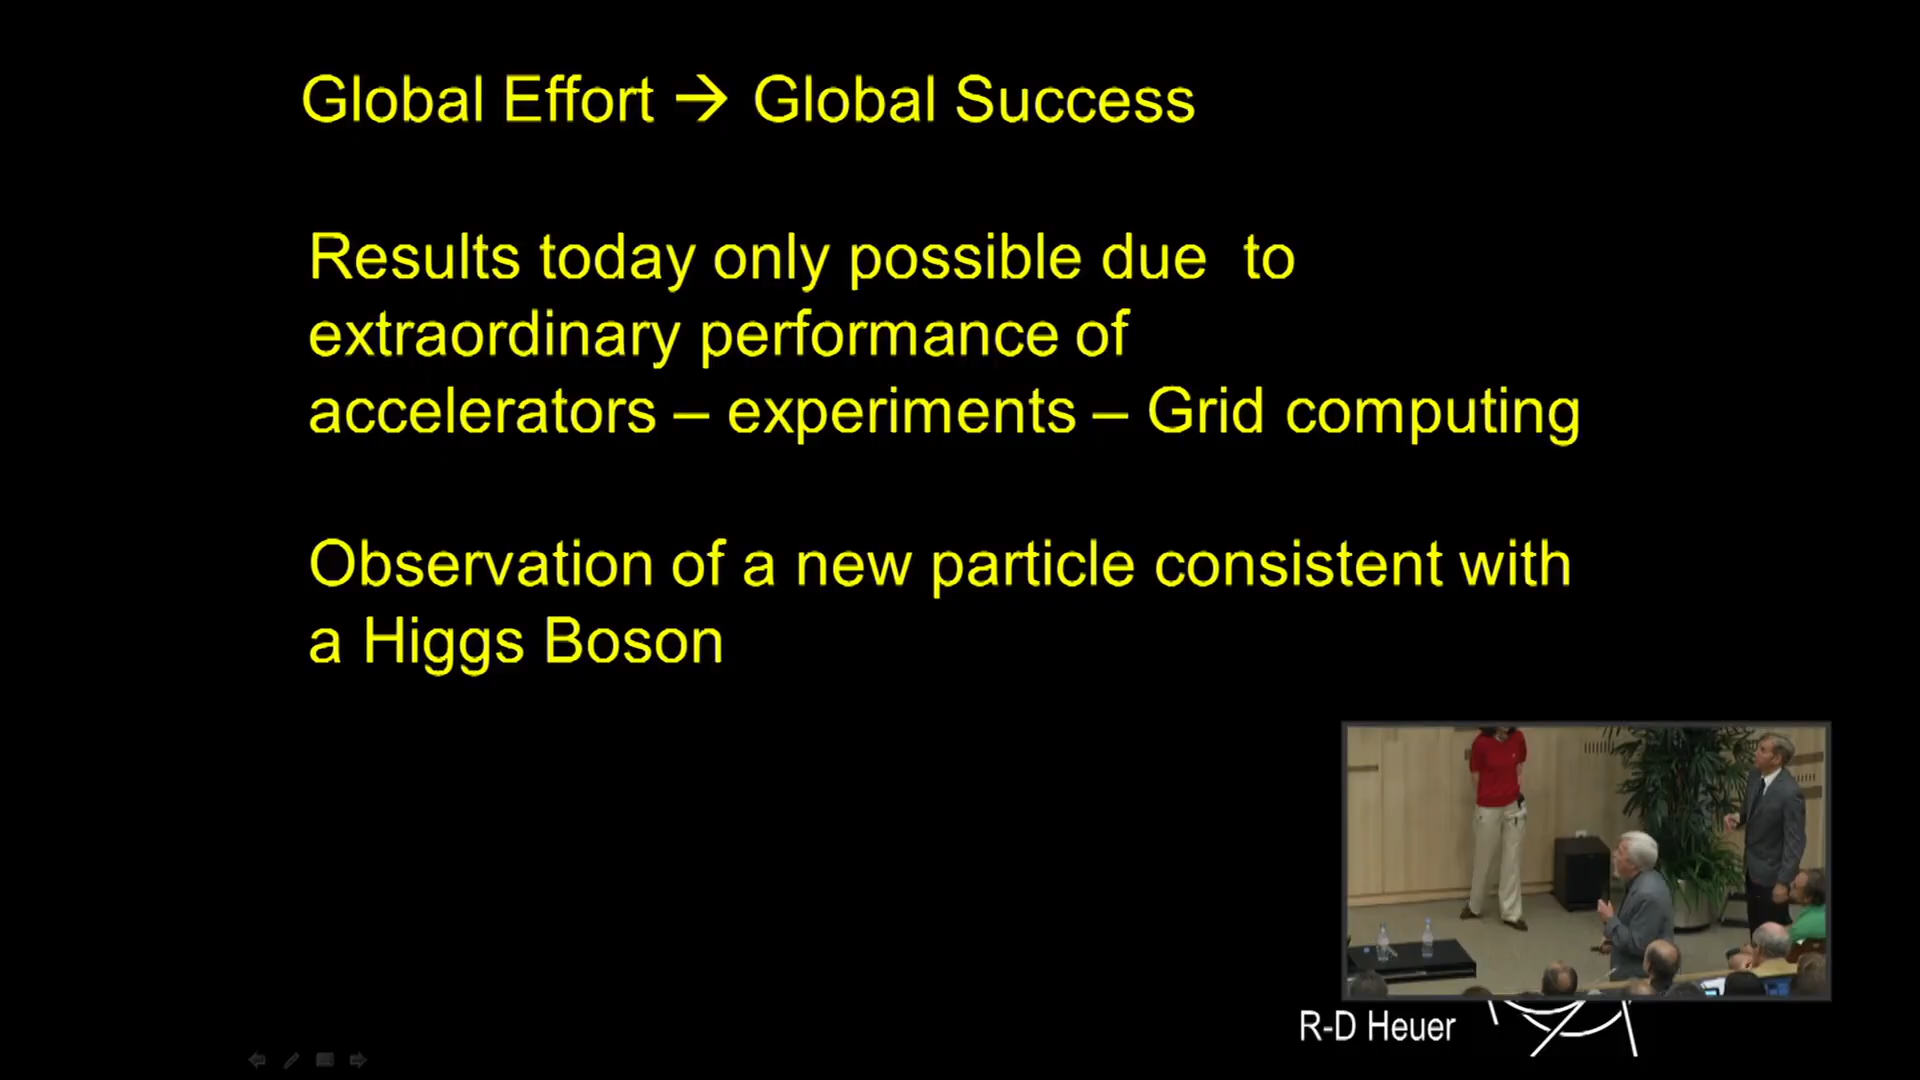 Global Effort → Global Success
Results today only possible due  to
extraordinary performance of
accelerators – experiments – Grid computing
Observation of a new particle consistent with
a Higgs Boson
R-D Heuer